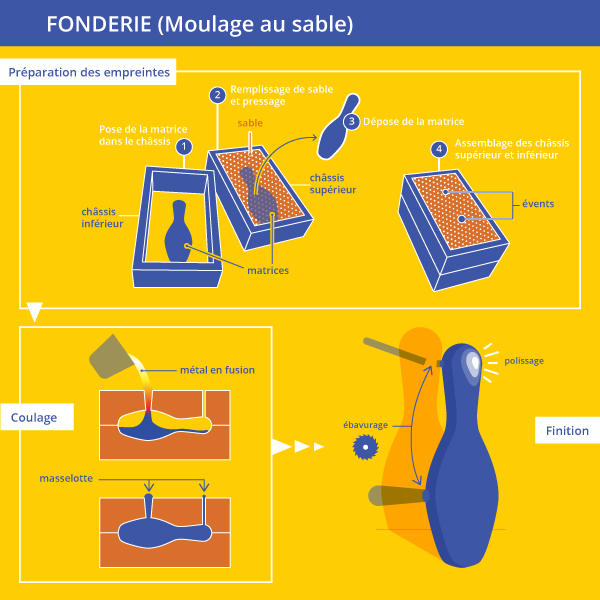 FONDERIE (Moulage au sable)
Préparation des empreintes
2
Remplissage de sable
et pressage
sable
Pose de la matrice
dans le châssis
1
3
Dépose de la matrice
4
Assemblage des châssis
supérieur et inférieur
châssis
supérieur
châssis
inférieur
évents
matrices
métal en fusion
Coulage
masselotte
polissage
ébavurage
Finition